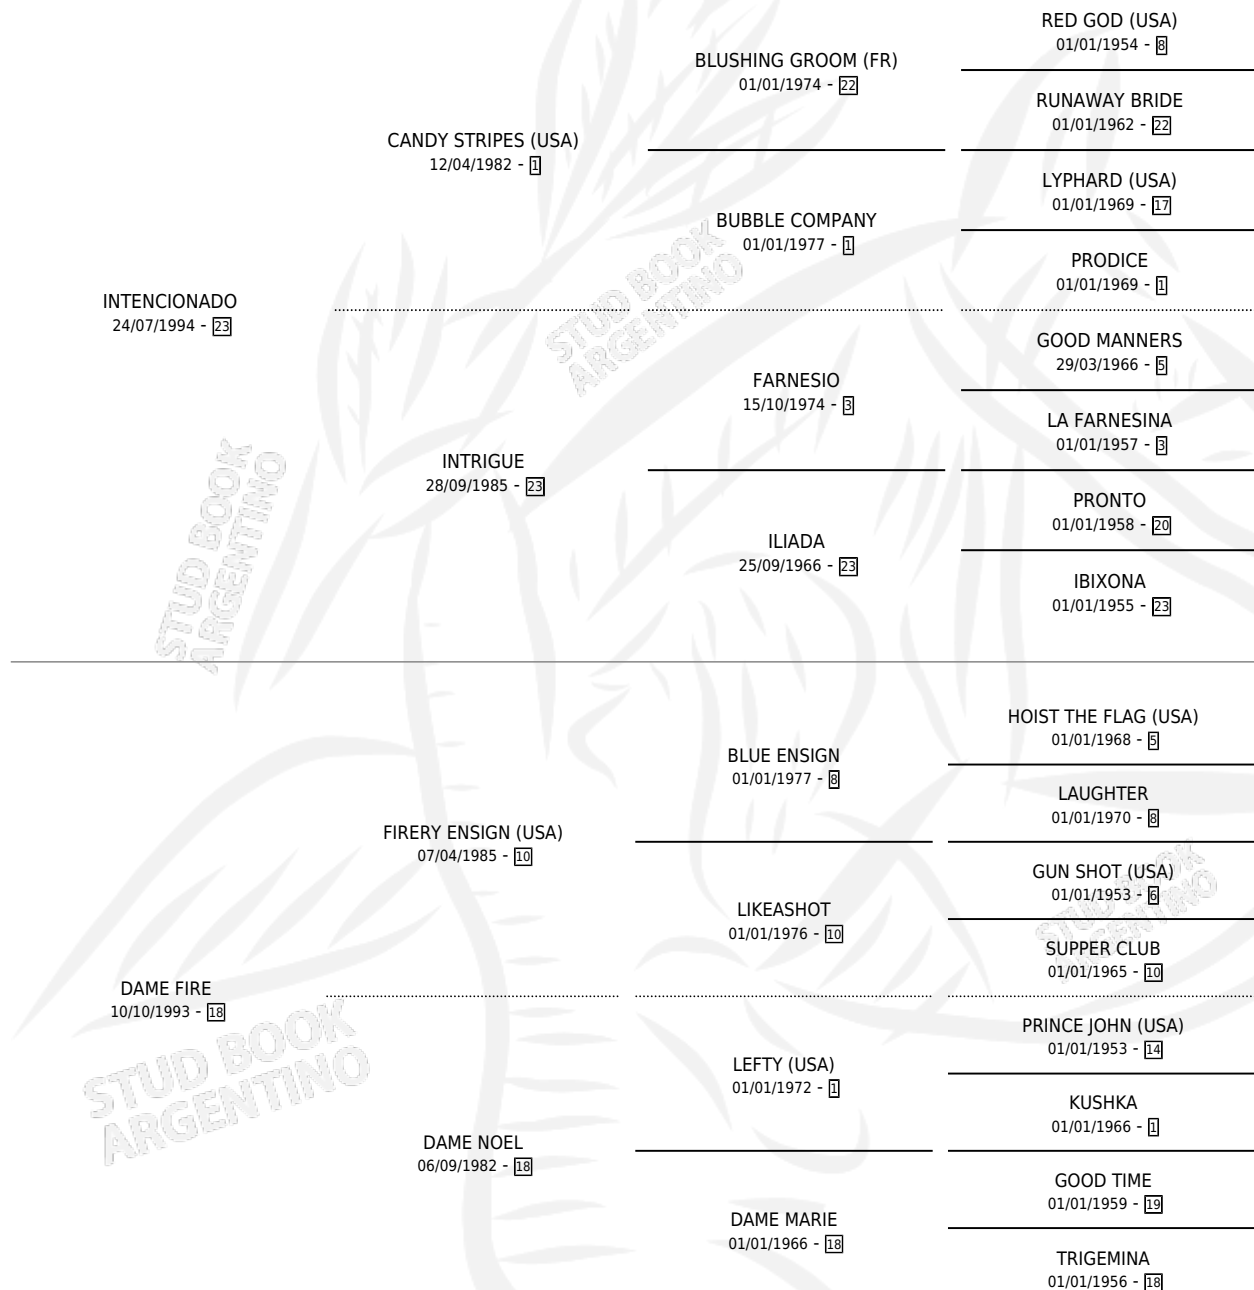 RED GOD (USA)
01/01/1954 - 8
BLUSHING GROOM (FR)
01/01/1974 - 22
RUNAWAY BRIDE
01/01/1962 - 22
CANDY STRIPES (USA)
12/04/1982 - 1
LYPHARD (USA)
01/01/1969 - 17
BUBBLE COMPANY
01/01/1977 - 1
PRODICE
01/01/1969 - 1
INTENCIONADO
24/07/1994 - 23
STUD BOOK
ARGENTINO
GOOD MANNERS
29/03/1966 - 5
FARNESIO
15/10/1974 - 3
LA FARNESINA
01/01/1957 - 3
INTRIGUE
28/09/1985 - 23
PRONTO
01/01/1958 - 20
ILIADA
25/09/1966 - 23
IBIXONA
01/01/1955 - 23
STUD BOOK
ARGENTINO
HOIST THE FLAG (USA)
01/01/1968 - 5
BLUE ENSIGN
01/01/1977 - 8
LAUGHTER
01/01/1970 - 8
FIRERY ENSIGN (USA)
07/04/1985 - 10
GUN SHOT (USA)
01/01/1953 - 6
LIKEASHOT
01/01/1976 - 10
SUPPER CLUB
01/01/1965 - 10
STUD BOOK
ARGENTINO
DAME FIRE
10/10/1993 - 18
PRINCE JOHN (USA)
01/01/1953 - 14
LEFTY (USA)
01/01/1972 - 1
KUSHKA
01/01/1966 - 1
STUD BOOK
ARGENTINO
DAME NOEL
06/09/1982 - 18
GOOD TIME
01/01/1959 - 19
DAME MARIE
01/01/1966 - 18
TRIGEMINA
01/01/1956 - 18